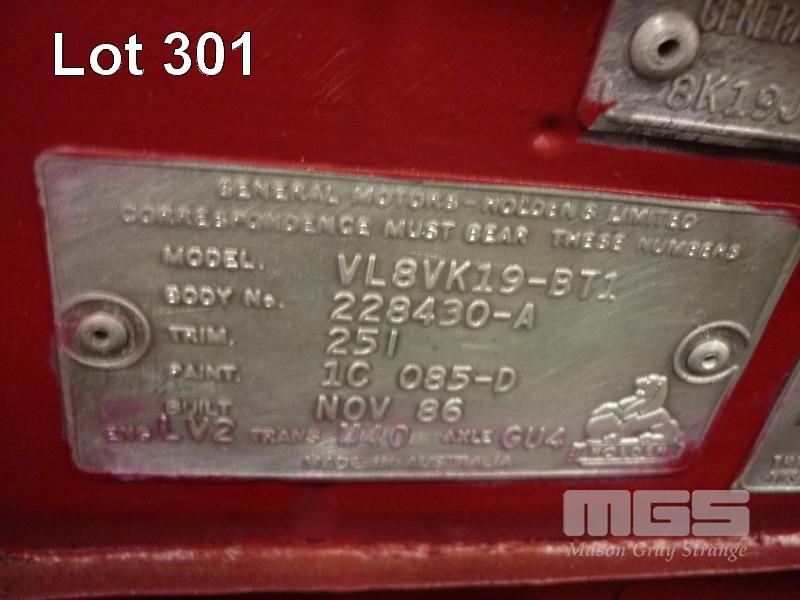 Lot 301
GENERA
8K19J
GENERAL MOTORS-HOLDEN'S LIMITED
CORRESPONDENCE MUST BEAR THESE NUMBERS
MODEL. VL8VK19-BT1
BODY No. 228430-A
TRIM. 251
PAINT. 1C 085-D
BUILT NOV 86
ENG LV2 TRANS M40 AXLE GU4
HOLDEN
MADE IN AUSTRALIA
MGS
Mason Gray Strange